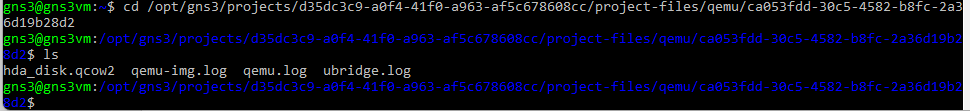 gns3@gns3vm:~$ cd /opt/gns3/projects/d35dc3c9-a0f4-41f0-a963-af5c678608cc/project-files/qemu/ca053fdd-30c5-4582-b8fc-2a3
6d19b28d2
gns3@gns3vm:/opt/gns3/projects/d35dc3c9-a0f4-41f0-a963-af5c678608cc/project-files/qemu/ca053fdd-30c5-4582-b8fc-2a36d19b2
8d2$ ls
hda_disk.qcow2  qemu-img.log  qemu.log  ubridge.log
gns3@gns3vm:/opt/gns3/projects/d35dc3c9-a0f4-41f0-a963-af5c678608cc/project-files/qemu/ca053fdd-30c5-4582-b8fc-2a36d19b2
8d2$